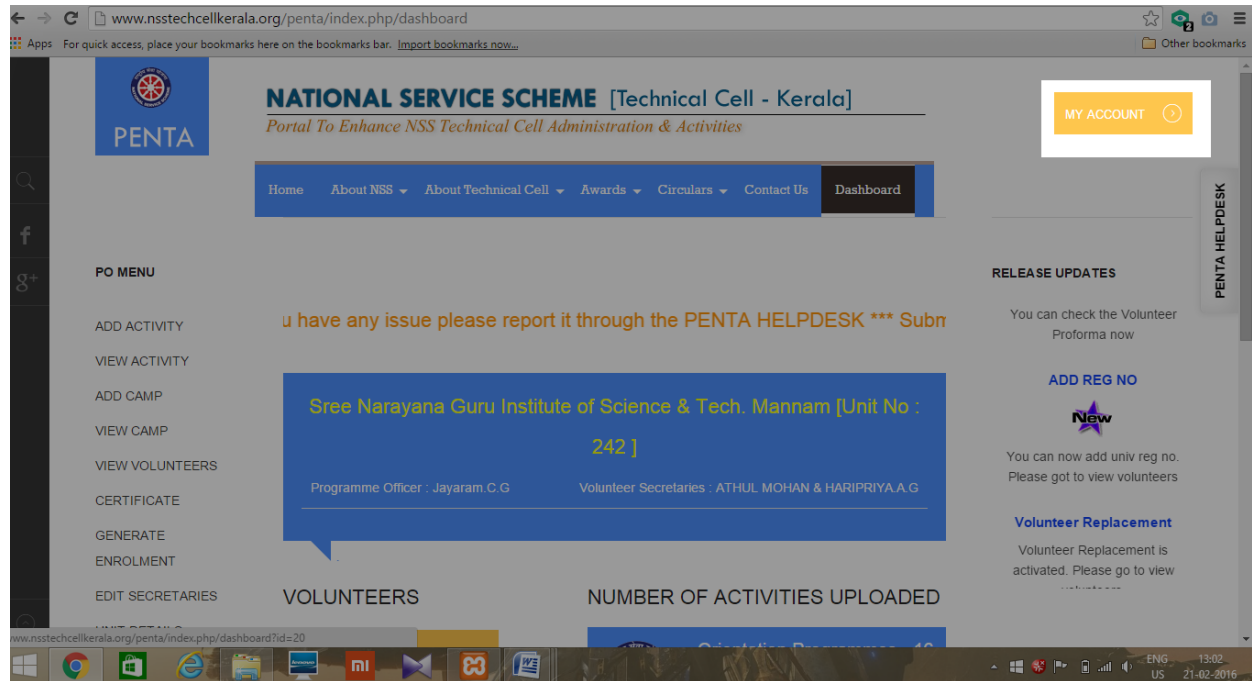 www.nsstechcellkerala.org/penta/index.php/dashboard
2
Apps For quick access, place your bookmarks here on the bookmarks bar. Import bookmarks now...
Other bookmarks
PENTA
NATIONAL SERVICE SCHEME [Technical Cell - Kerala]
Portal To Enhance NSS Technical Cell Administration & Activities
MY ACCOUNT
Home About NSS About Technical Cell Awards Circulars Contact Us Dashboard
PENTA HELPDESK
f
g+
PO MENU
ADD ACTIVITY
VIEW ACTIVITY
ADD CAMP
VIEW CAMP
VIEW VOLUNTEERS
CERTIFICATE
GENERATE
ENROLMENT
EDIT SECRETARIES
u have any issue please report it through the PENTA HELPDESK *** Subm
Sree Narayana Guru Institute of Science & Tech. Mannam [Unit No :
242 ]
Programme Officer : Jayaram.C.G Volunteer Secretaries : ATHUL MOHAN & HARIPRIYA.A.G
VOLUNTEERS
NUMBER OF ACTIVITIES UPLOADED
RELEASE UPDATES
You can check the Volunteer
Proforma now
ADD REG NO
New
You can now add univ reg no.
Please got to view volunteers
Volunteer Replacement
Volunteer Replacement is
activated. Please go to view
www.nsstechcellkerala.org/penta/index.php/dashboard?id=20
mi
ENG 13:02
US 21-02-2016